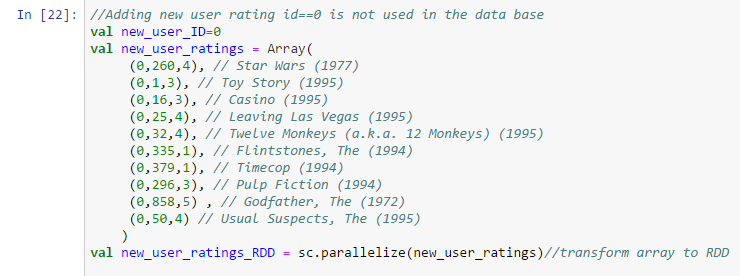 In [22]: //Adding new user rating id==0 is not used in the data base
val new_user_ID=0
val new_user_ratings = Array(
(0,260,4), // Star Wars (1977)
(0,1,3), // Toy Story (1995)
(0,16,3), // Casino (1995)
(0,25,4), // Leaving Las Vegas (1995)
(0,32,4), // Twelve Monkeys (a.k.a. 12 Monkeys) (1995)
(0,335,1), // Flintstones, The (1994)
(0,379,1), // Timecop (1994)
(0,296,3), // Pulp Fiction (1994)
(0,858,5) , // Godfather, The (1972)
(0,50,4) // Usual Suspects, The (1995)
)
val new_user_ratings_RDD = sc.parallelize(new_user_ratings)//transform array to RDD